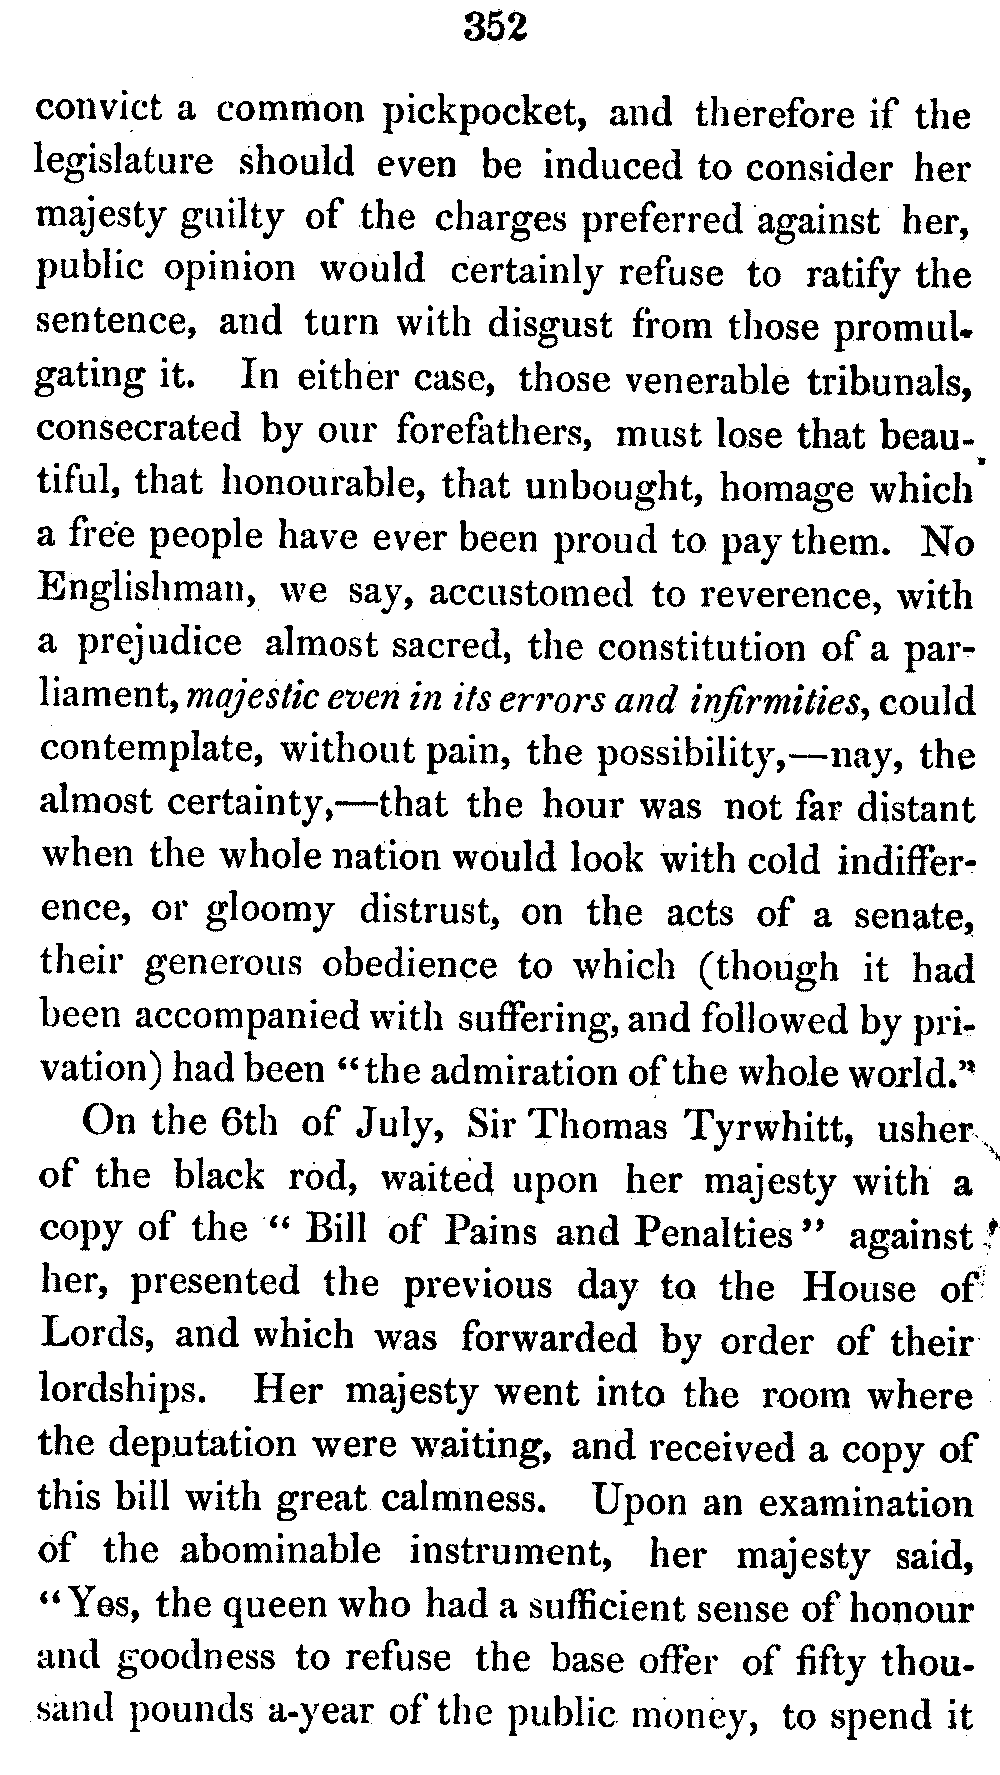 352
convict a common pickpocket, and therefore if the
legislature should even be induced to consider her
majesty guilty of the charges preferred against her,
public opinion would certainly refuse to ratify the
sentence, and turn with disgust from those promul-
gating it. In either case, those venerable tribunals,
consecrated by our forefathers, must lose that beau-
tiful, that honourable, that unbought, homage which
a free people have ever been proud to pay them. No
Englishman, we say, accustomed to reverence, with
a prejudice almost sacred, the constitution of a par-
liament, majestic even in its errors and infirmities, could
contemplate, without pain, the possibility,—nay, the
almost certainty,—that the hour was not far distant
when the whole nation would look with cold indiffer-
ence, or gloomy distrust, on the acts of a senate,
their generous obedience to which (though it had
been accompanied with suffering, and followed by pri-
vation) had been “the admiration of the whole world.”
On the 6th of July, Sir Thomas Tyrwhitt, usher
of the black rod, waited upon her majesty with a
copy of the “ Bill of Pains and Penalties ” against
her, presented the previous day to the House of
Lords, and which was forwarded by order of their
lordships. Her majesty went into the room where
the deputation were waiting, and received a copy of
this bill with great calmness. Upon an examination
of the abominable instrument, her majesty said,
“Yes, the queen who had a sufficient sense of honour
and goodness to refuse the base offer of fifty thou-
sand pounds a-year of the public money, to spend it